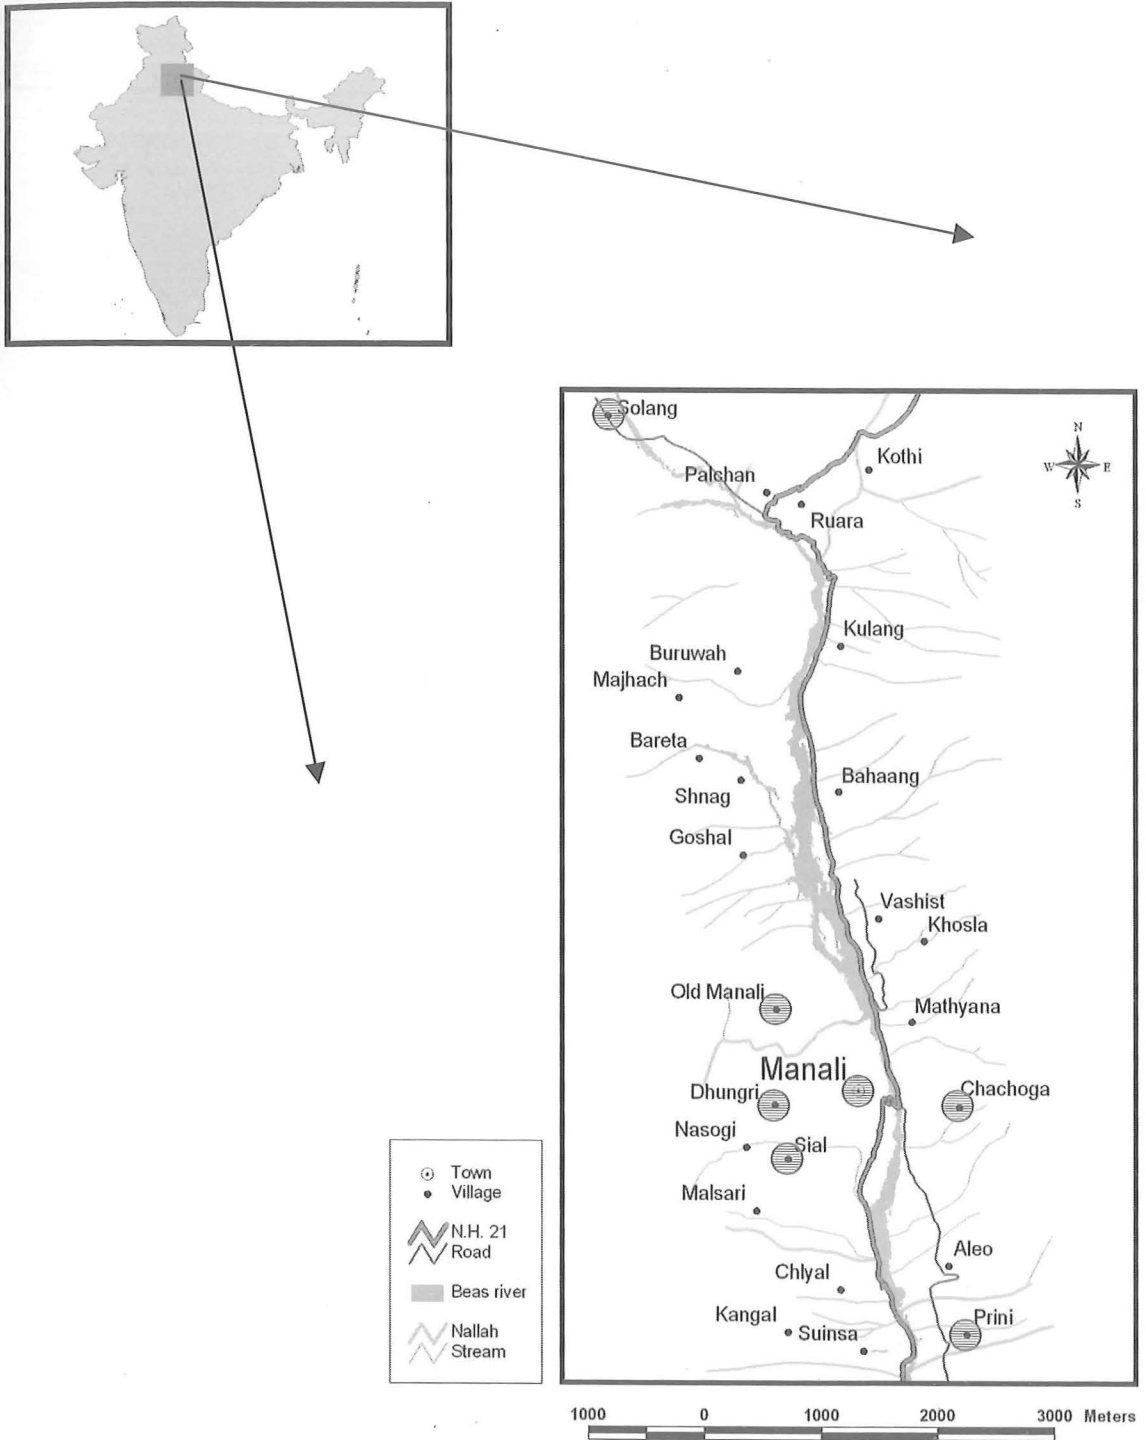 Solang
N
Kothi
W E
Palchan
S
Ruara
Kulang
Buruwah
Majhach
Bareta
Bahaang
Shnag
Goshal
Vashist
Khosla
Old Manali
Mathyana
Manali
Dhungri
Chachoga
Nasogi
Sial
Malsari
Aleo
Chlyal
Kangal
Prini
Suinsa
Town
Village
N.H. 21
Road
Beas river
Nallah
Stream
1000 0 1000 2000 3000 Meters